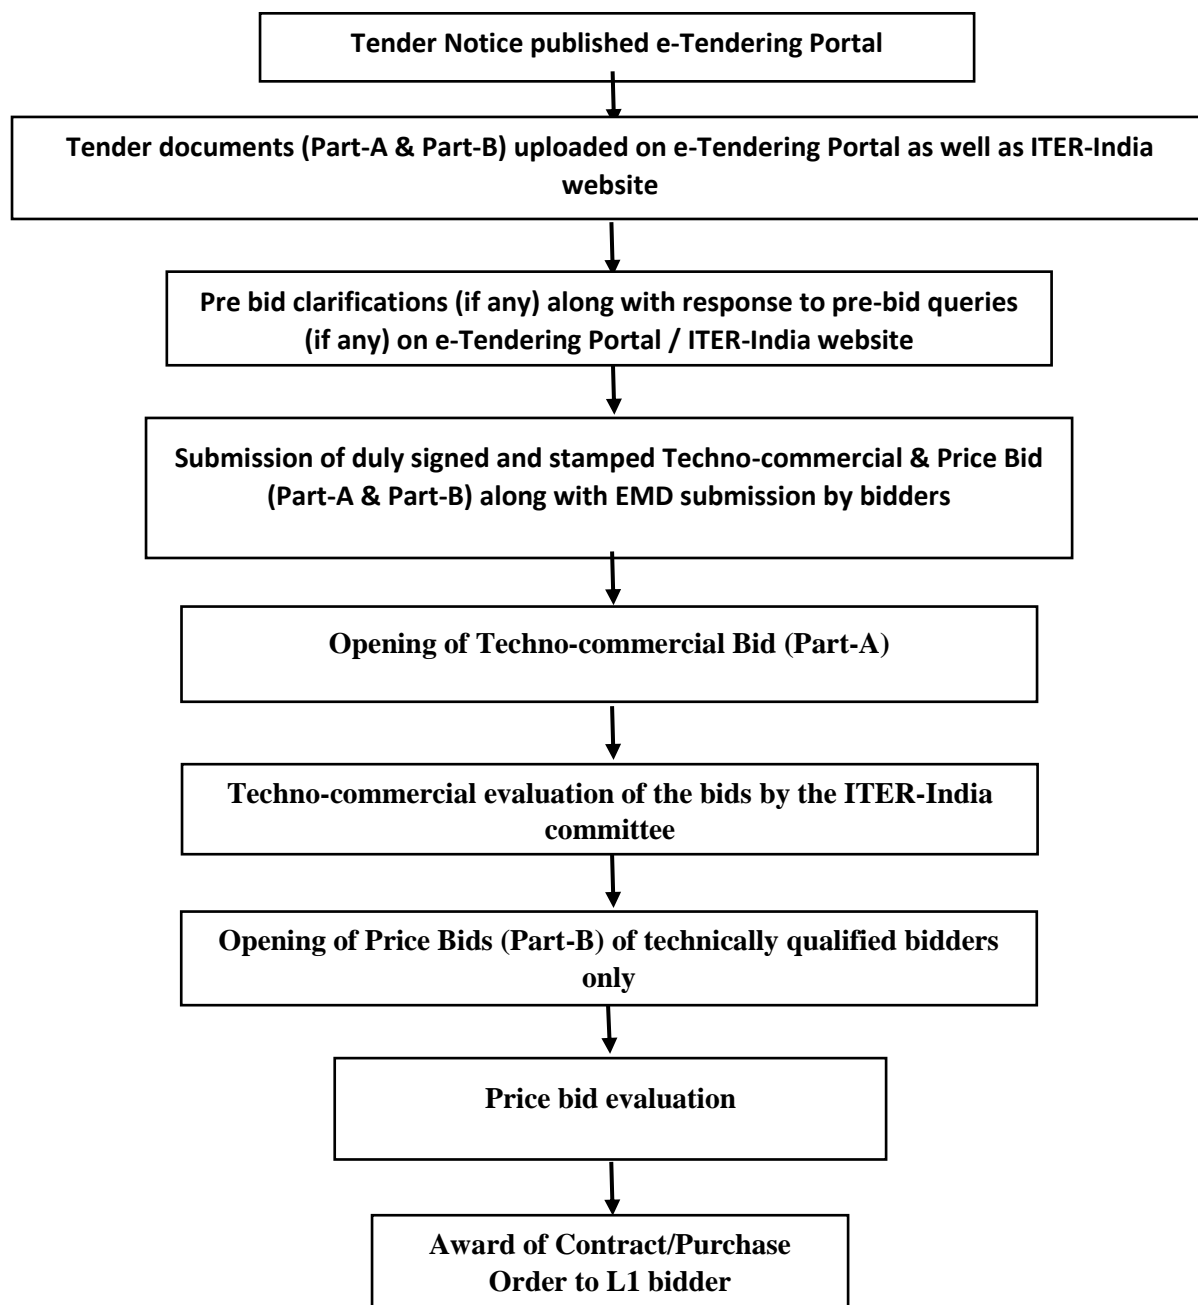 Tender Notice published e-Tendering Portal
Tender documents (Part-A & Part-B) uploaded on e-Tendering Portal as well as ITER-India
website
Pre bid clarifications (if any) along with response to pre-bid queries
(if any) on e-Tendering Portal / ITER-India website
Submission of duly signed and stamped Techno-commercial & Price Bid
(Part-A & Part-B) along with EMD submission by bidders
Opening of Techno-commercial Bid (Part-A)
Techno-commercial evaluation of the bids by the ITER-India
committee
Opening of Price Bids (Part-B) of technically qualified bidders
only
Price bid evaluation
Award of Contract/Purchase
Order to L1 bidder